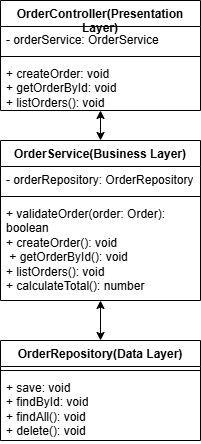 OrderController(Presentation
Layer)
- orderService: OrderService
+ createOrder: void
+ getOrderById: void
+ listOrders(): void
OrderService(Business Layer)
- orderRepository: OrderRepository
+ validateOrder(order: Order):
boolean
+ createOrder(): void
+ getOrderById(): void
+ listOrders(): void
+ calculateTotal(): number
OrderRepository(Data Layer)
+ save: void
+ findById: void
+ findAll(): void
+ delete(): void